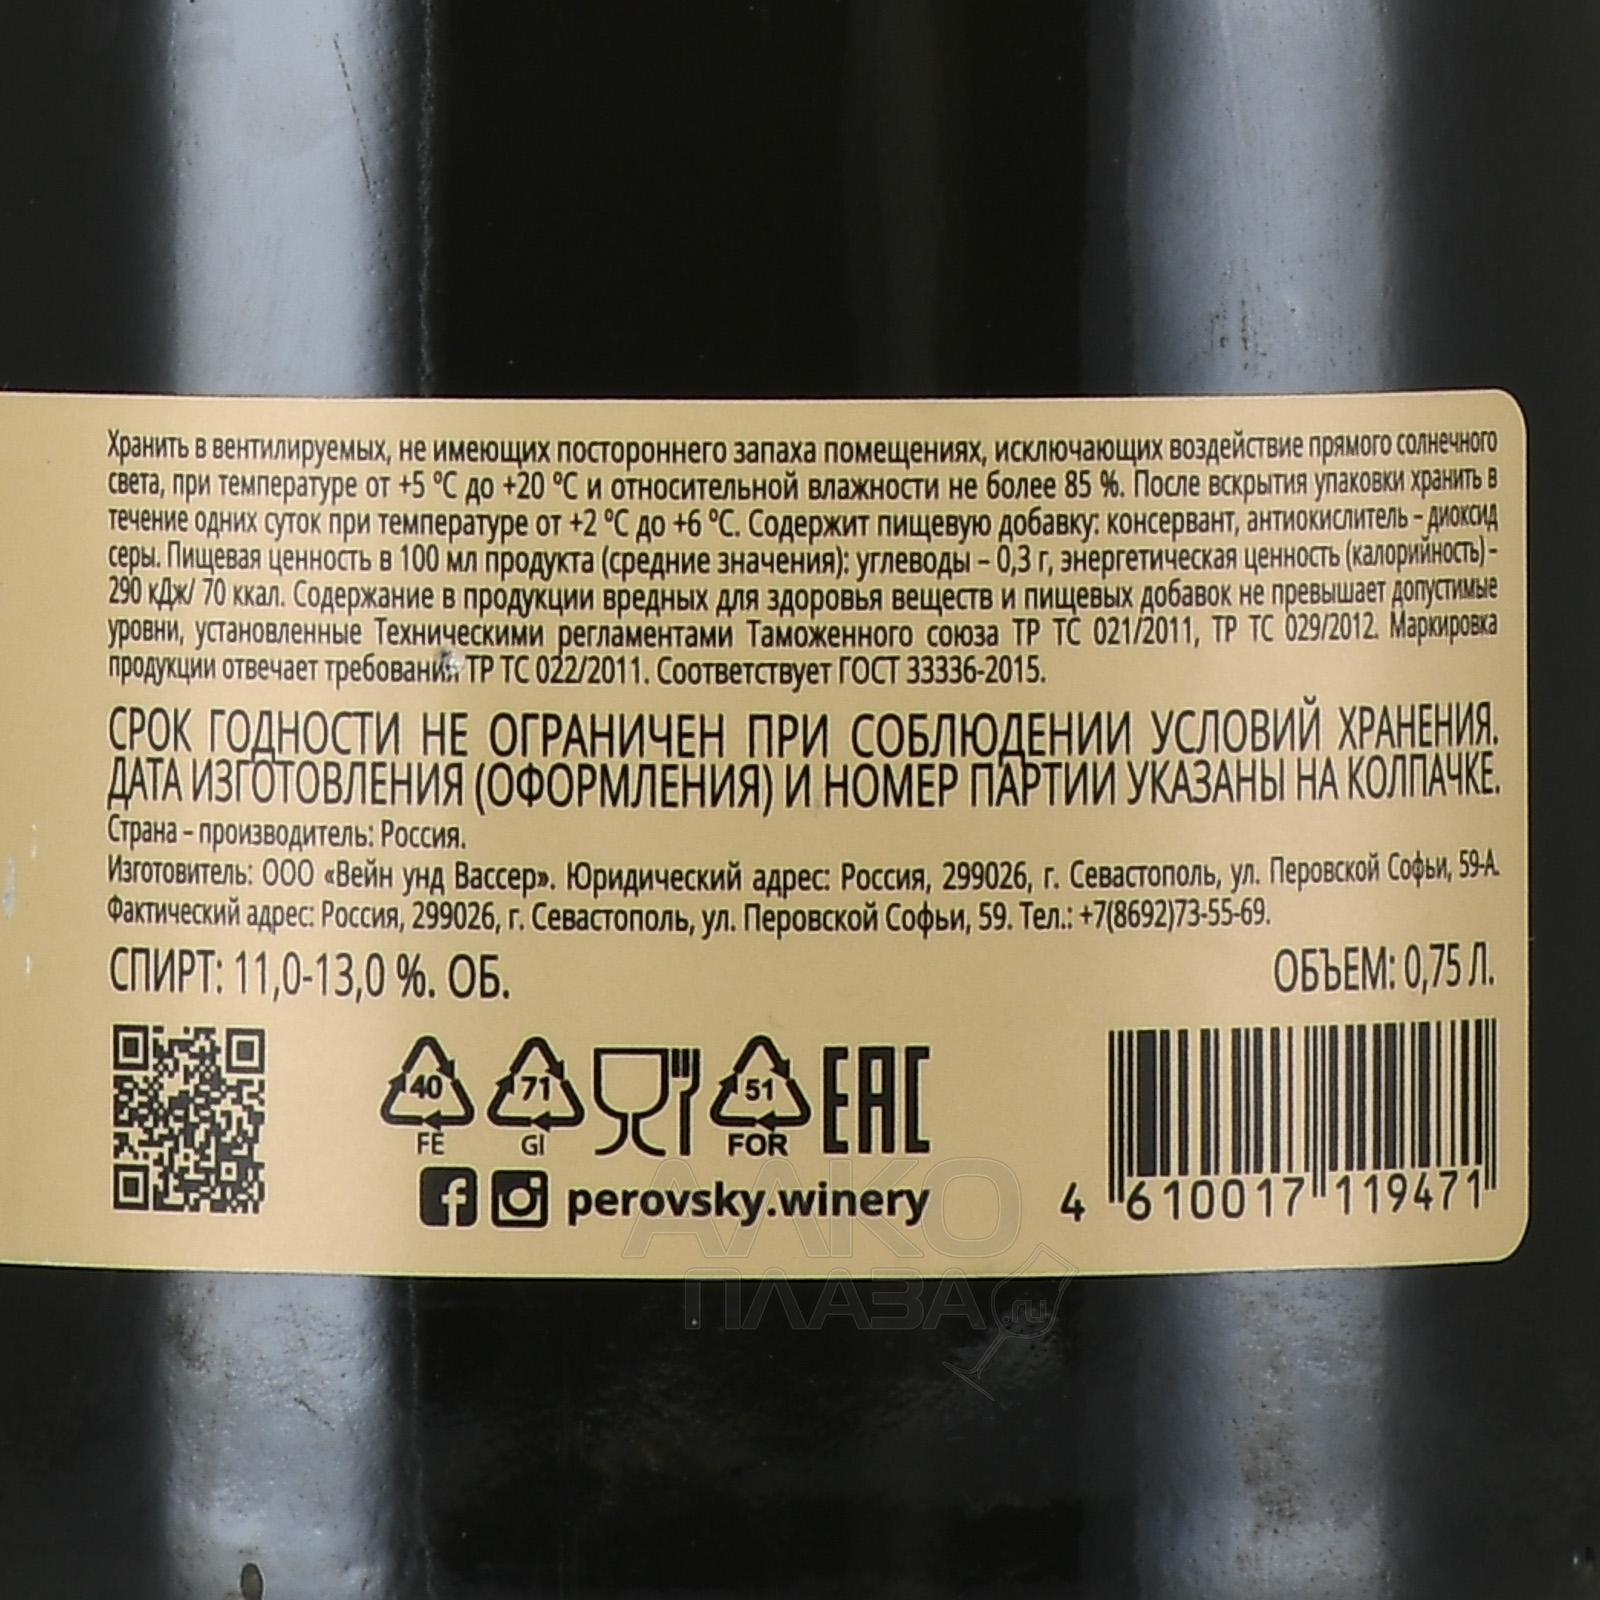 Хранить в вентилируемых, не имеющих постороннего запаха помещениях, исключающих воздействие прямого солнечного
света, при температуре от +5 ºС до +20 ºС и относительной влажности не более 85 %. После вскрытия упаковки хранить в
течение одних суток при температуре от +2 ºС до +6 ºС. Содержит пищевую добавку: консервант, антиокислитель – диоксид
серы. Пищевая ценность в 100 мл продукта (средние значения): углеводы – 0,3 г, энергетическая ценность (калорийность) –
290 кДж/ 70 ккал. Содержание в продукции вредных для здоровья веществ и пищевых добавок не превышает допустимые
уровни, установленные Техническими регламентами Таможенного союза ТР ТС 021/2011, ТР ТС 029/2012. Маркировка
продукции отвечает требованиям ТР ТС 022/2011. Соответствует ГОСТ 33336-2015.
СРОК ГОДНОСТИ НЕ ОГРАНИЧЕН ПРИ СОБЛЮДЕНИИ УСЛОВИЙ ХРАНЕНИЯ.
ДАТА ИЗГОТОВЛЕНИЯ (ОФОРМЛЕНИЯ) И НОМЕР ПАРТИИ УКАЗАНЫ НА КОЛПАЧКЕ.
Страна – производитель: Россия.
Изготовитель: ООО «Вейн унд Вассер». Юридический адрес: Россия, 299026, г. Севастополь, ул. Перовской Софьи, 59-А.
Фактический адрес: Россия, 299026, г. Севастополь, ул. Перовской Софьи, 59. Тел.: +7(8692)73-55-69.
СПИРТ: 11,0-13,0 %. ОБ. ОБЪЕМ: 0,75 Л.
40 71 51 EAC
FE Gl FOR
perovsky.winery
4 610017 119471
АЛКО
ПЛАЗА.ru